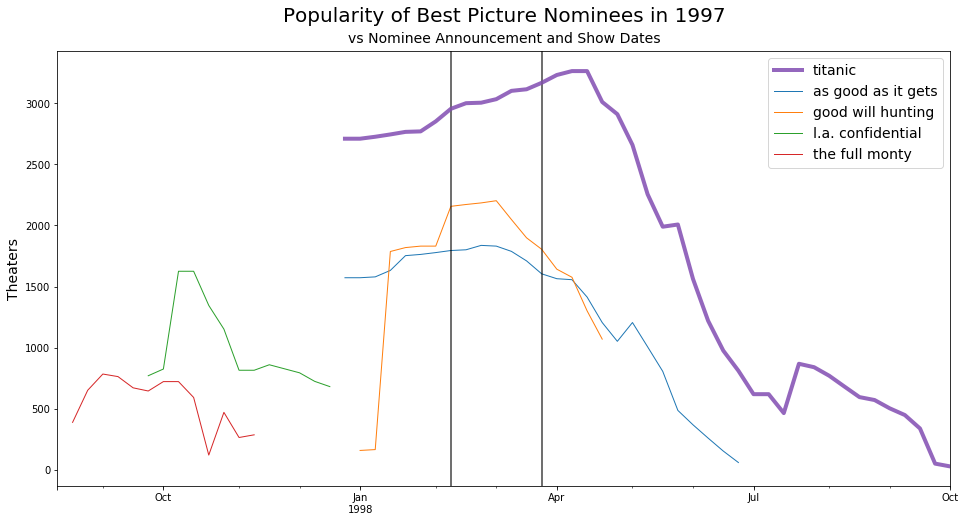 Popularity of Best Picture Nominees in 1997
vs Nominee Announcement and Show Dates
titanic
as good as it gets
good will hunting
l.a. confidential
the full monty
Theaters
3000
2500
2000
1500
1000
500
0
Oct
Jan
1998
Apr
Jul
Oct